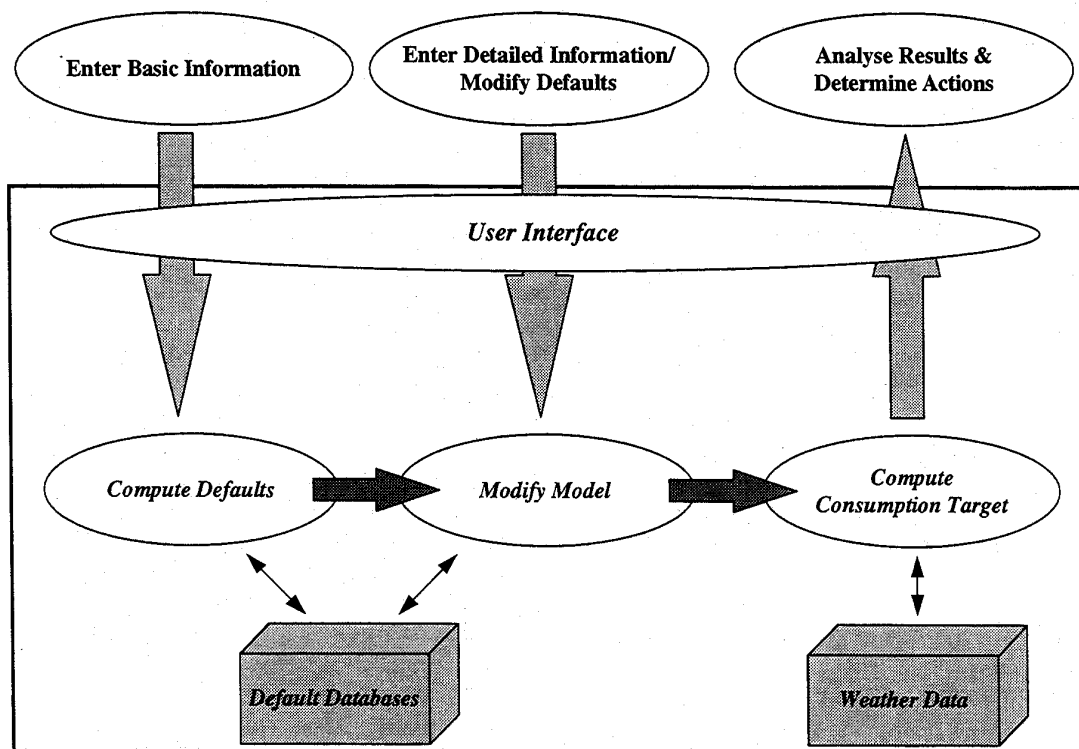 Enter Basic Information
Enter Detailed Information/
Modify Defaults
Analyse Results &
Determine Actions
User Interface
Compute Defaults
Modify Model
Compute
Consumption Target
Default Databases
Weather Data